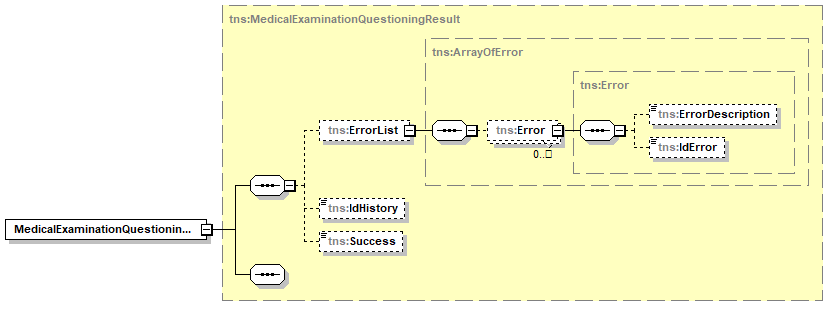 tns:MedicalExaminationQuestioningResult
tns:ArrayOfError
tns:Error
tns:ErrorList
tns:Error
0..
tns:ErrorDescription
tns:IdError
tns:IdHistory
tns:Success
MedicalExaminationQuestionin...